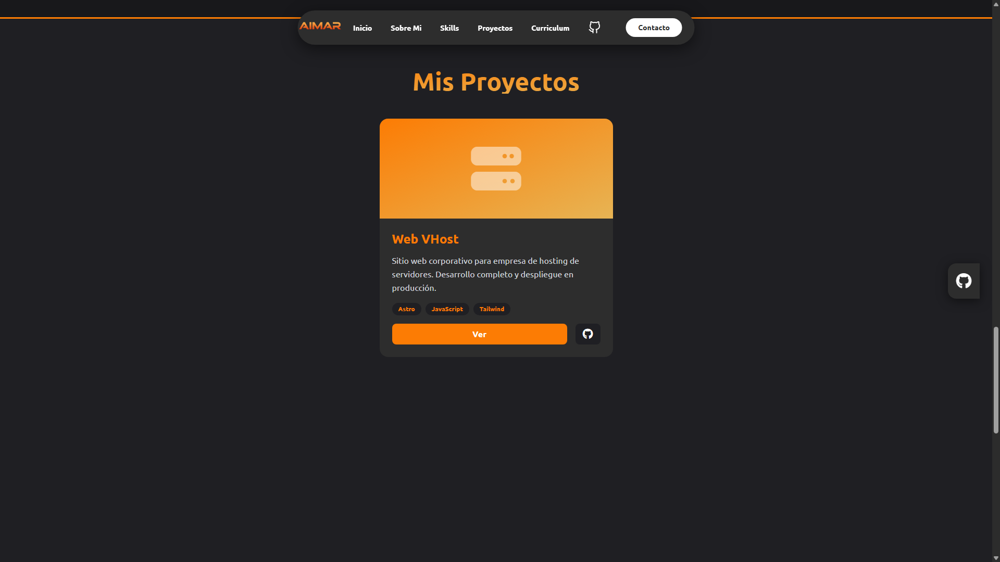 AIMAR
Inicio
Sobre Mi
Skills
Proyectos
Curriculum
Contacto
Mis Proyectos
Web VHost
Sitio web corporativo para empresa de hosting de
servidores. Desarrollo completo y despliegue en
producción.
Astro
JavaScript
Tailwind
Ver